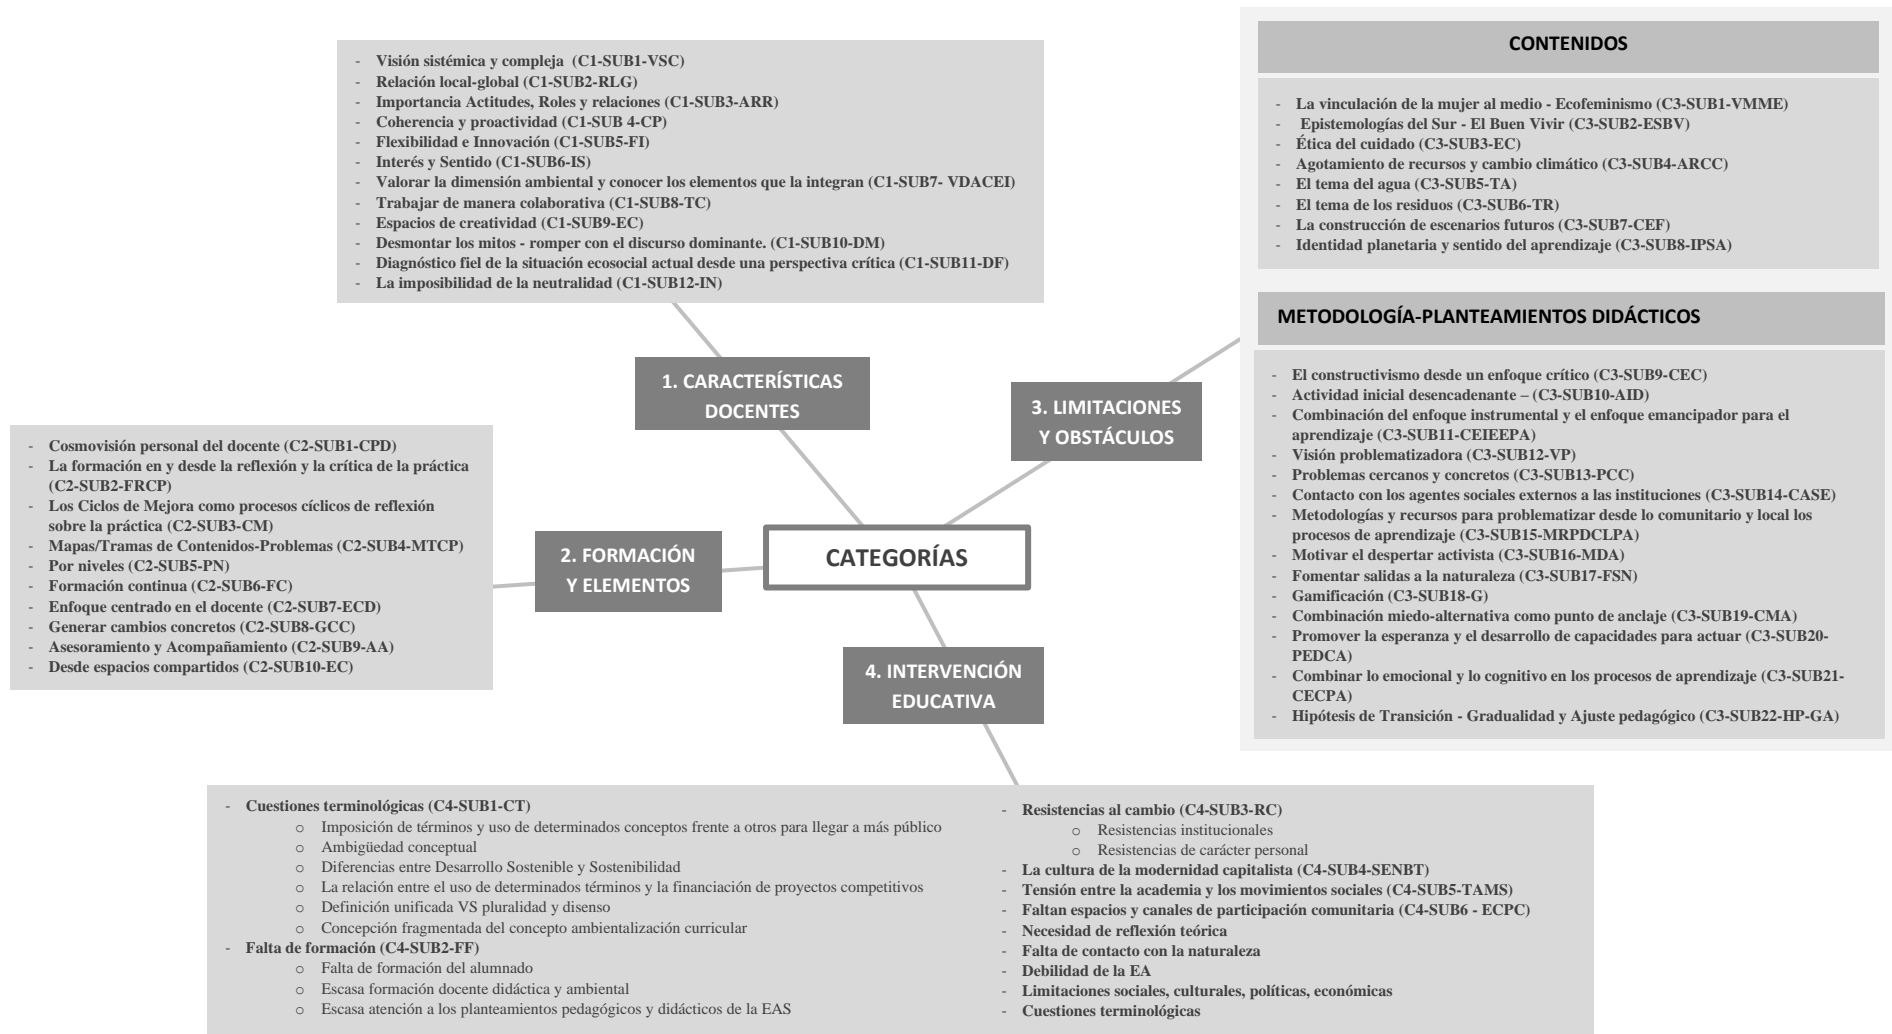 - Visión sistémica y compleja (C1-SUB1-VSC)
- Relación local-global (C1-SUB2-RLG)
- Importancia Actitudes, Roles y relaciones (C1-SUB3-ARR)
- Coherencia y proactividad (C1-SUB 4-CP)
- Flexibilidad e Innovación (C1-SUB5-FI)
- Interés y Sentido (C1-SUB6-IS)
- Valorar la dimensión ambiental y conocer los elementos que la integran (C1-SUB7- VDACEI)
- Trabajar de manera colaborativa (C1-SUB8-TC)
- Espacios de creatividad (C1-SUB9-EC)
- Desmontar los mitos - romper con el discurso dominante. (C1-SUB10-DM)
- Diagnóstico fiel de la situación ecosocial actual desde una perspectiva crítica (C1-SUB11-DF)
- La imposibilidad de la neutralidad (C1-SUB12-IN)
1. CARACTERÍSTICAS
DOCENTES
- Cosmovisión personal del docente (C2-SUB1-CPD)
- La formación en y desde la reflexión y la crítica de la práctica
(C2-SUB2-FRCP)
- Los Ciclos de Mejora como procesos cíclicos de reflexión
sobre la práctica (C2-SUB3-CM)
- Mapas/Tramas de Contenidos-Problemas (C2-SUB4-MTCP)
- Por niveles (C2-SUB5-PN)
- Formación continua (C2-SUB6-FC)
- Enfoque centrado en el docente (C2-SUB7-ECD)
- Generar cambios concretos (C2-SUB8-GCC)
- Asesoramiento y Acompañamiento (C2-SUB9-AA)
- Desde espacios compartidos (C2-SUB10-EC)
2. FORMACIÓN
Y ELEMENTOS
CATEGORÍAS
3. LIMITACIONES
Y OBSTÁCULOS
CONTENIDOS
- La vinculación de la mujer al medio - Ecofeminismo (C3-SUB1-VMME)
- Epistemologías del Sur - El Buen Vivir (C3-SUB2-ESBV)
- Ética del cuidado (C3-SUB3-EC)
- Agotamiento de recursos y cambio climático (C3-SUB4-ARCC)
- El tema del agua (C3-SUB5-TA)
- El tema de los residuos (C3-SUB6-TR)
- La construcción de escenarios futuros (C3-SUB7-CEF)
- Identidad planetaria y sentido del aprendizaje (C3-SUB8-IPSA)
METODOLOGÍA-PLANTEAMIENTOS DIDÁCTICOS
- El constructivismo desde un enfoque crítico (C3-SUB9-CEC)
- Actividad inicial desencadenante – (C3-SUB10-AID)
- Combinación del enfoque instrumental y el enfoque emancipador para el
aprendizaje (C3-SUB11-CEIEEPA)
- Visión problematizadora (C3-SUB12-VP)
- Problemas cercanos y concretos (C3-SUB13-PCC)
- Contacto con los agentes sociales externos a las instituciones (C3-SUB14-CASE)
- Metodologías y recursos para problematizar desde lo comunitario y local los
procesos de aprendizaje (C3-SUB15-MRPDCLPA)
- Motivar el despertar activista (C3-SUB16-MDA)
- Fomentar salidas a la naturaleza (C3-SUB17-FSN)
- Gamificación (C3-SUB18-G)
- Combinación miedo-alternativa como punto de anclaje (C3-SUB19-CMA)
- Promover la esperanza y el desarrollo de capacidades para actuar (C3-SUB20-
PEDCA)
- Combinar lo emocional y lo cognitivo en los procesos de aprendizaje (C3-SUB21-
CECPA)
- Hipótesis de Transición - Gradualidad y Ajuste pedagógico (C3-SUB22-HP-GA)
4. INTERVENCIÓN
EDUCATIVA
- Cuestiones terminológicas (C4-SUB1-CT)
o Imposición de términos y uso de determinados conceptos frente a otros para llegar a más público
o Ambigüedad conceptual
o Diferencias entre Desarrollo Sostenible y Sostenibilidad
o La relación entre el uso de determinados términos y la financiación de proyectos competitivos
o Definición unificada VS pluralidad y disenso
o Concepción fragmentada del concepto ambientalización curricular
- Falta de formación (C4-SUB2-FF)
o Falta de formación del alumnado
o Escasa formación docente didáctica y ambiental
o Escasa atención a los planteamientos pedagógicos y didácticos de la EAS
- Resistencias al cambio (C4-SUB3-RC)
o Resistencias institucionales
o Resistencias de carácter personal
- La cultura de la modernidad capitalista (C4-SUB4-SENBT)
- Tensión entre la academia y los movimientos sociales (C4-SUB5-TAMS)
- Faltan espacios y canales de participación comunitaria (C4-SUB6 - ECPC)
- Necesidad de reflexión teórica
- Falta de contacto con la naturaleza
- Debilidad de la EA
- Limitaciones sociales, culturales, políticas, económicas
- Cuestiones terminológicas